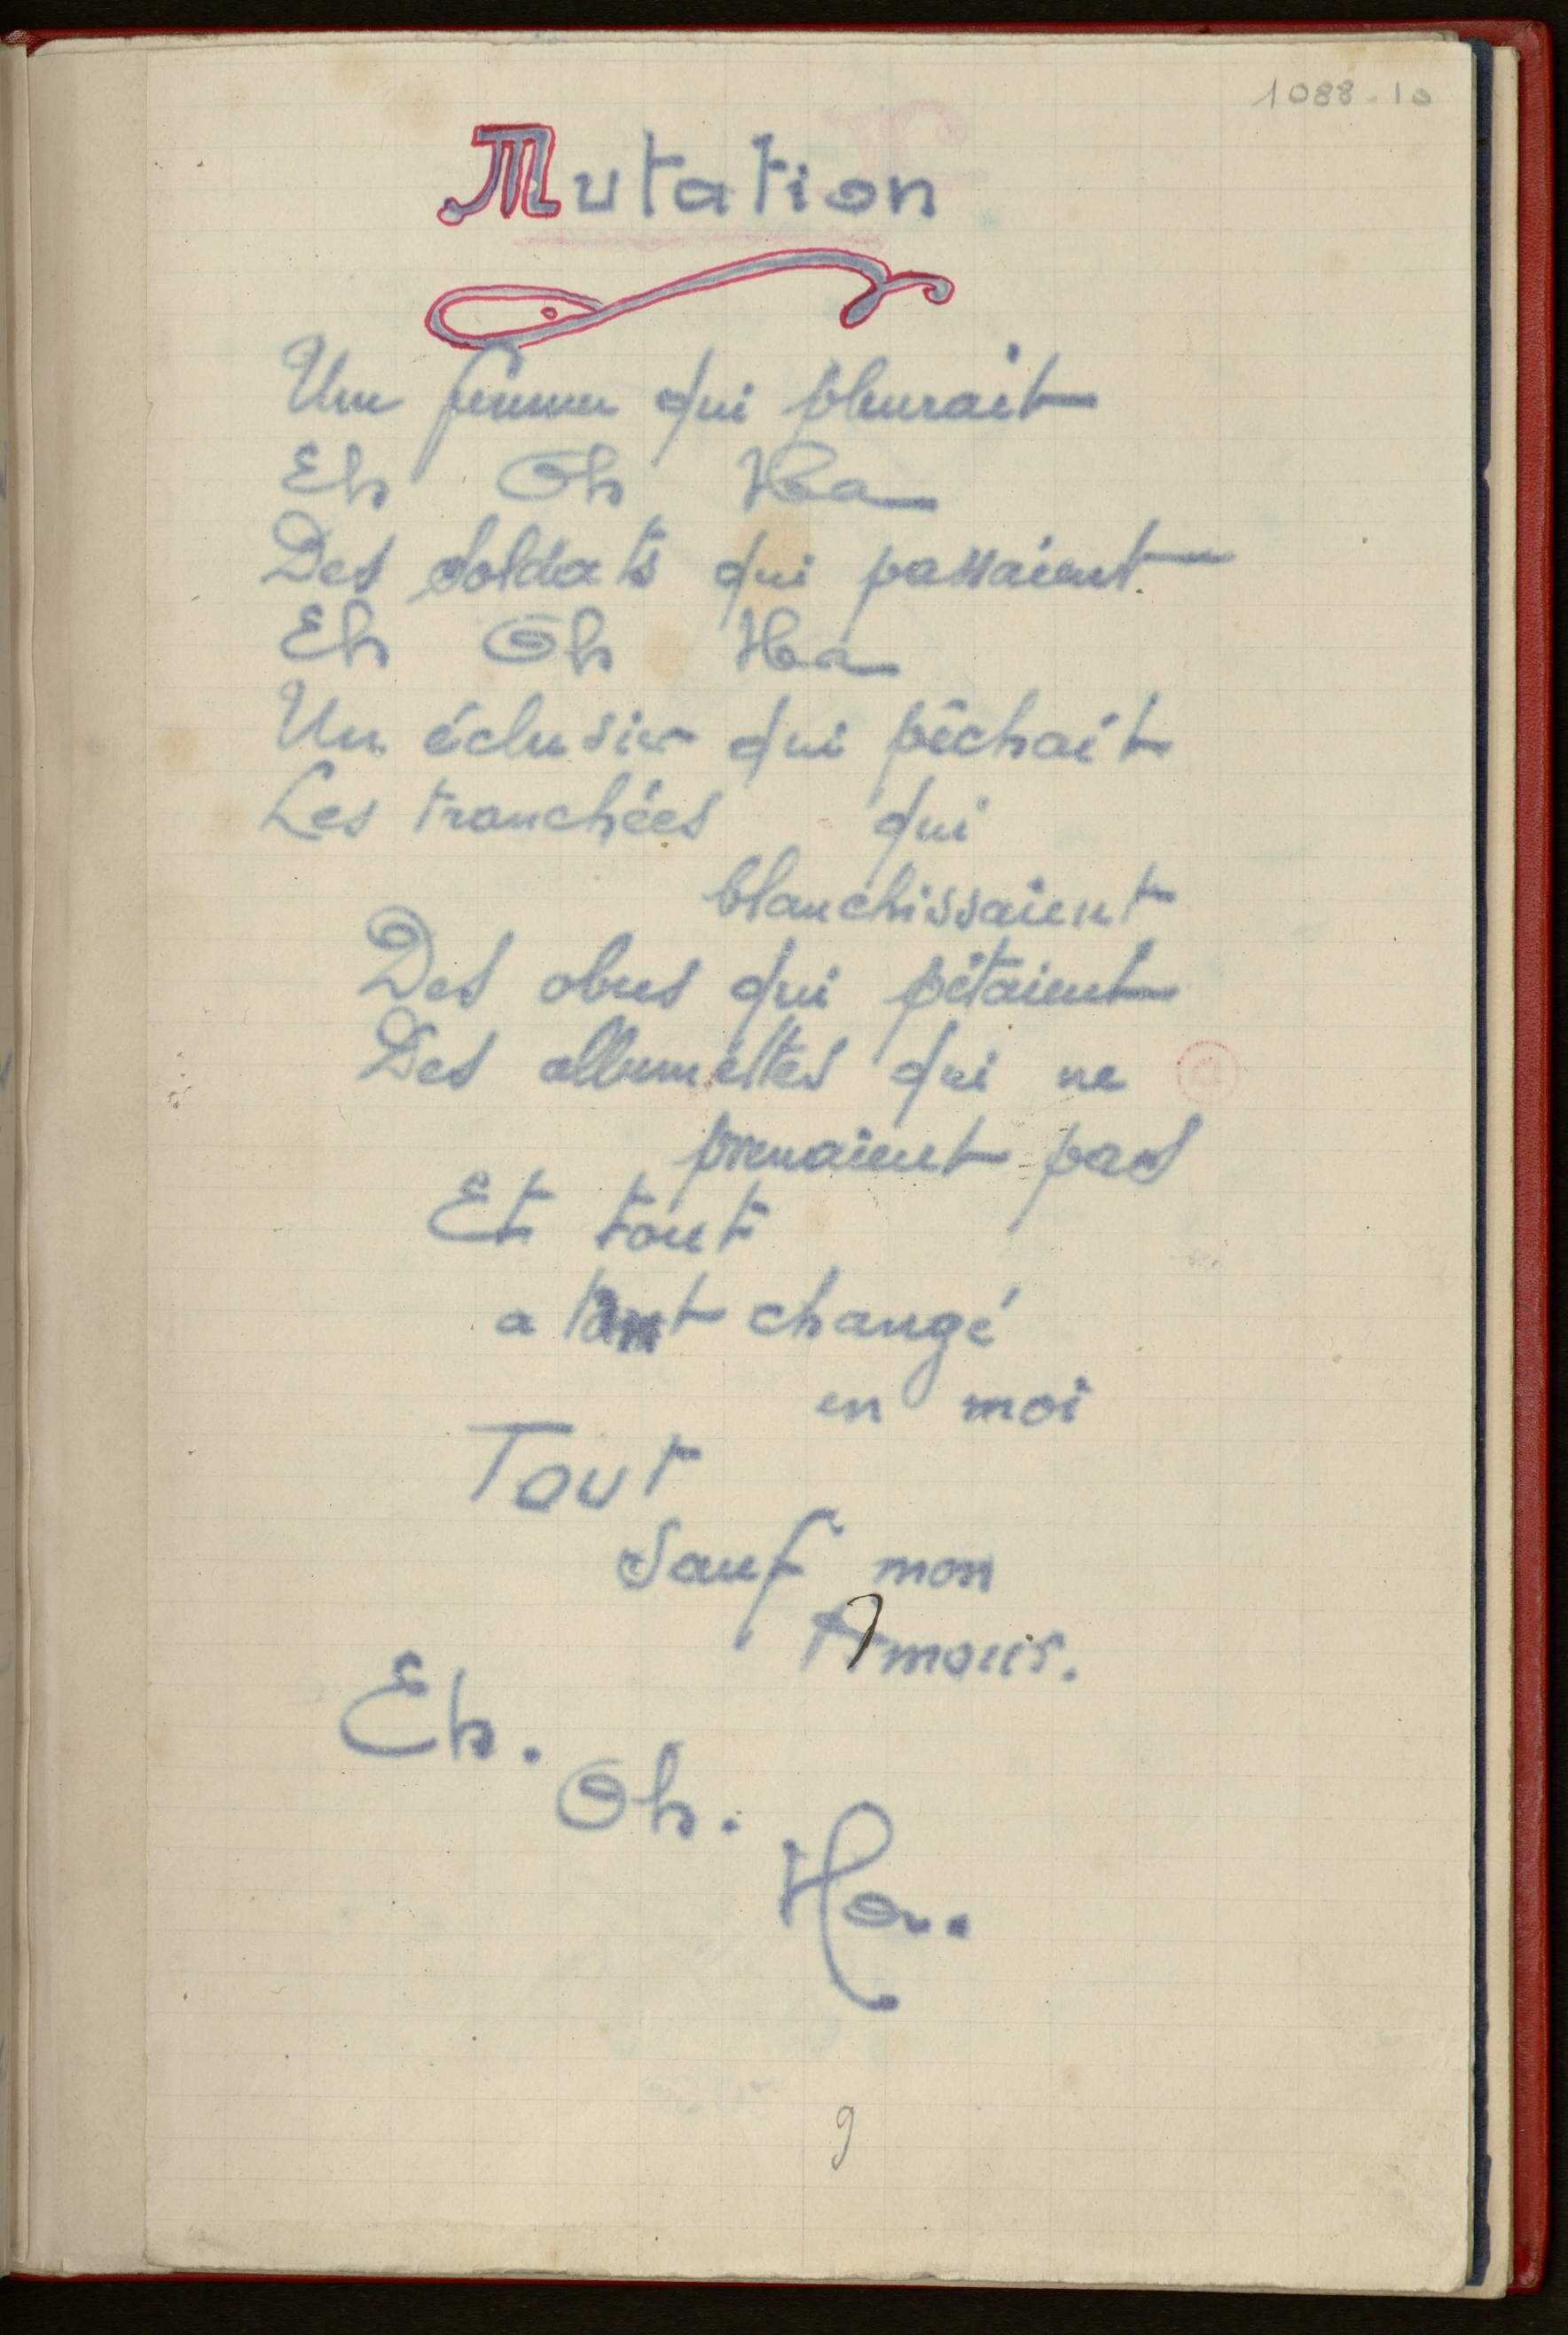 1088-10
Mutation
Une femme qui pleurait
Eh Oh Ha
Des soldats qui passaient
Eh Oh Ha
Un éclusier qui pêchait
Les tranchées qui
blanchissaient
Des obus qui pétaient
Des allumettes qui ne
prenaient pas
Et tout
a tant changé
en moi
Tout
Sauf mon
Amour.
Eh.
Oh.
Ha.
9